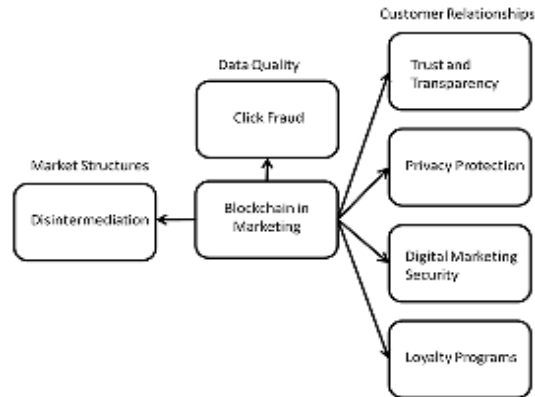 Customer Relationships
Trust and
Transparency
Data Quality
Click Fraud
Privacy Protection
Market Structures
Disintermediation
Blockchain in
Marketing
Digital Marketing
Security
Loyalty Programs